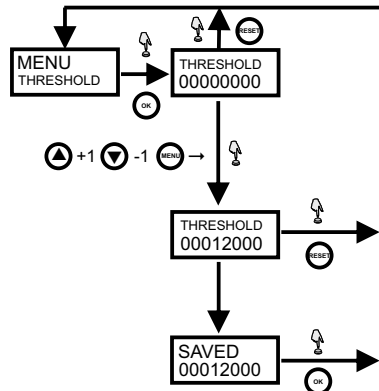 RESET
MENU
THRESHOLD
THRESHOLD
00000000
OK
+1 -1 MENU →
THRESHOLD
00012000
RESET
SAVED
00012000
OK